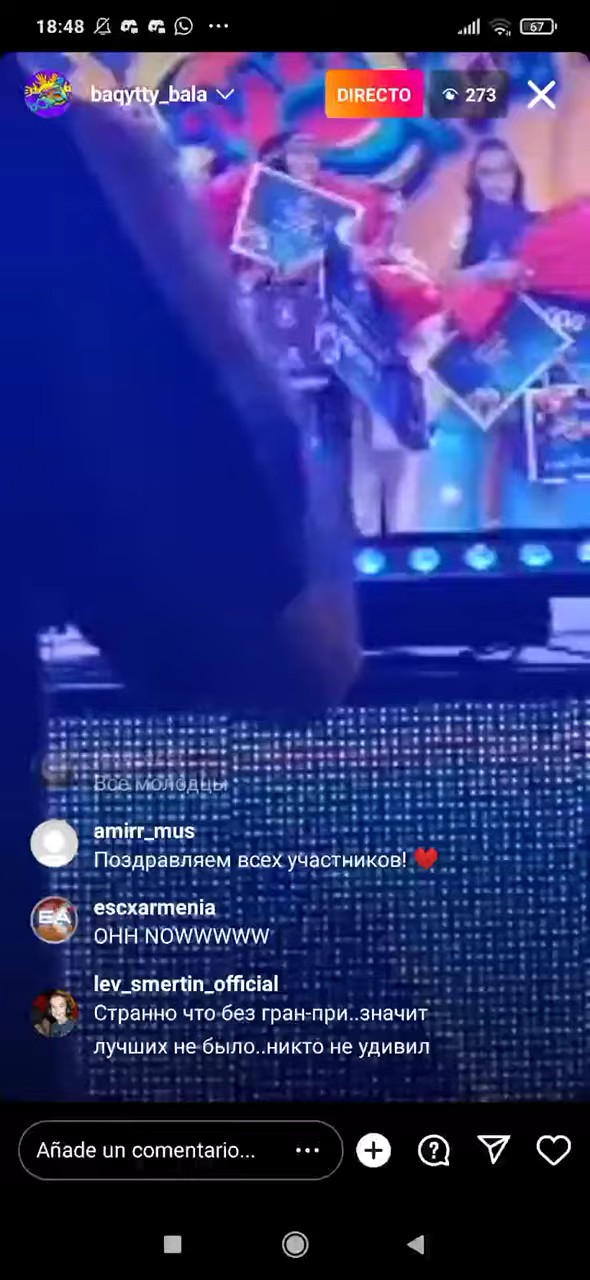 18:48
67
baqytty_bala
DIRECTO
273
Все молодцы
amirr_mus
Поздравляем всех участников! ❤️
escxarmenia
OHH NOWWWWW
lev_smertin_official
Странно что без гран-при..значит
лучших не было..никто не удивил
Añade un comentario...